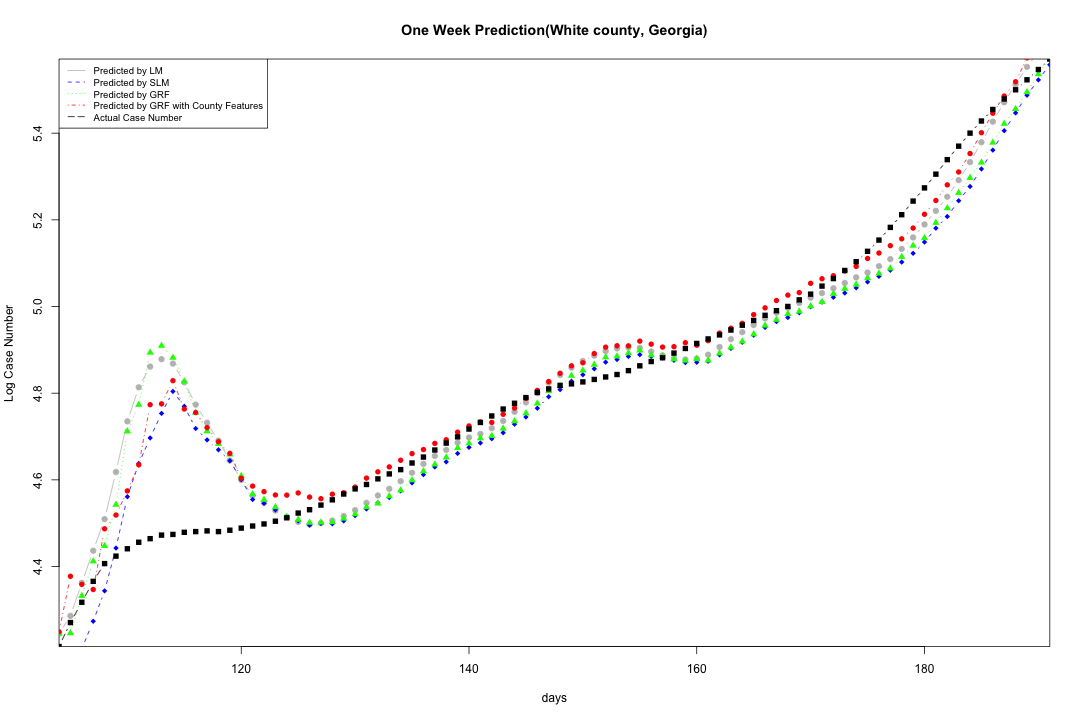 One Week Prediction(White county, Georgia)
Predicted by LM
Predicted by SLM
Predicted by GRF
Predicted by GRF with County Features
Actual Case Number
Log Case Number
5.4
5.2
5.0
4.8
4.6
4.4
120 140 160 180
days